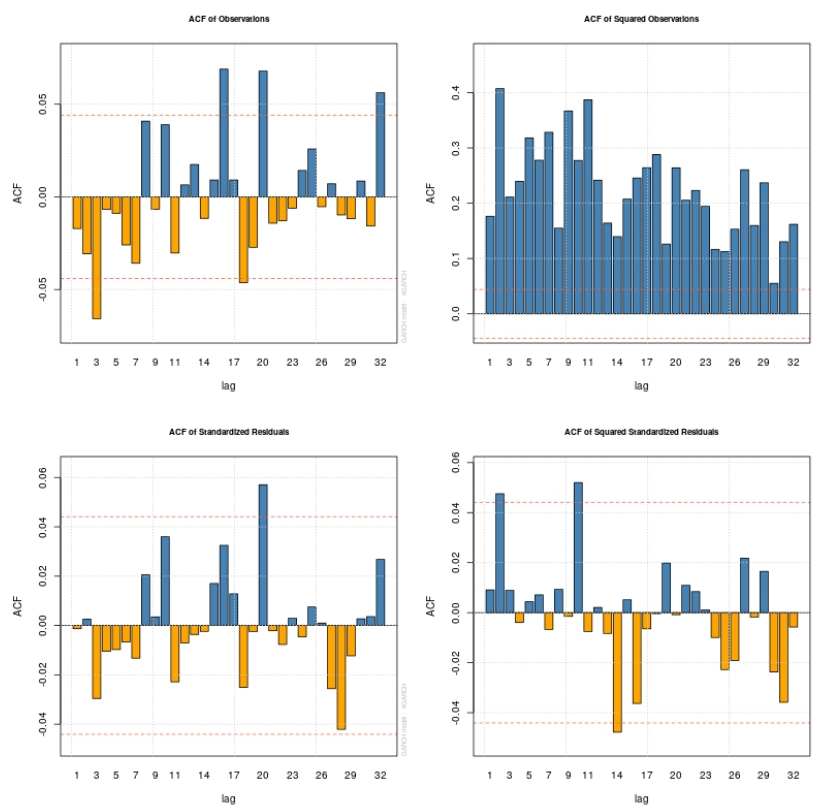 ACF of Observations
ACF
0.05
0.00
-0.05
1 3 5 7 9 11 14 17 20 23 26 29 32
lag
GARCH model : sGARCH
ACF of Squared Observations
ACF
0.4
0.3
0.2
0.1
0.0
1 3 5 7 9 11 14 17 20 23 26 29 32
lag
ACF of Standardized Residuals
ACF
0.06
0.04
0.02
0.00
-0.02
-0.04
1 3 5 7 9 11 14 17 20 23 26 29 32
lag
GARCH model : sGARCH
ACF of Squared Standardized Residuals
ACF
0.06
0.04
0.02
0.00
-0.02
-0.04
1 3 5 7 9 11 14 17 20 23 26 29 32
lag